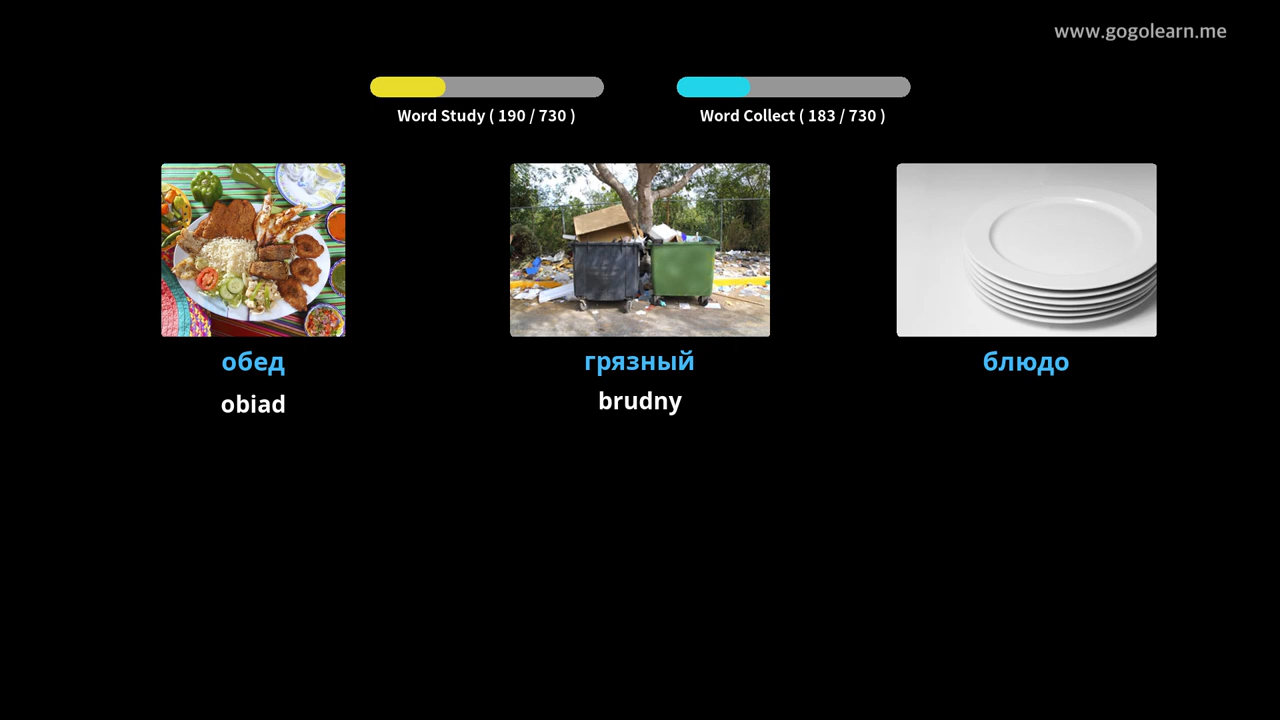 www.gogolearn.me
Word Study ( 190 / 730 )
Word Collect ( 183 / 730 )
обед
грязный
блюдо
obiad
brudny